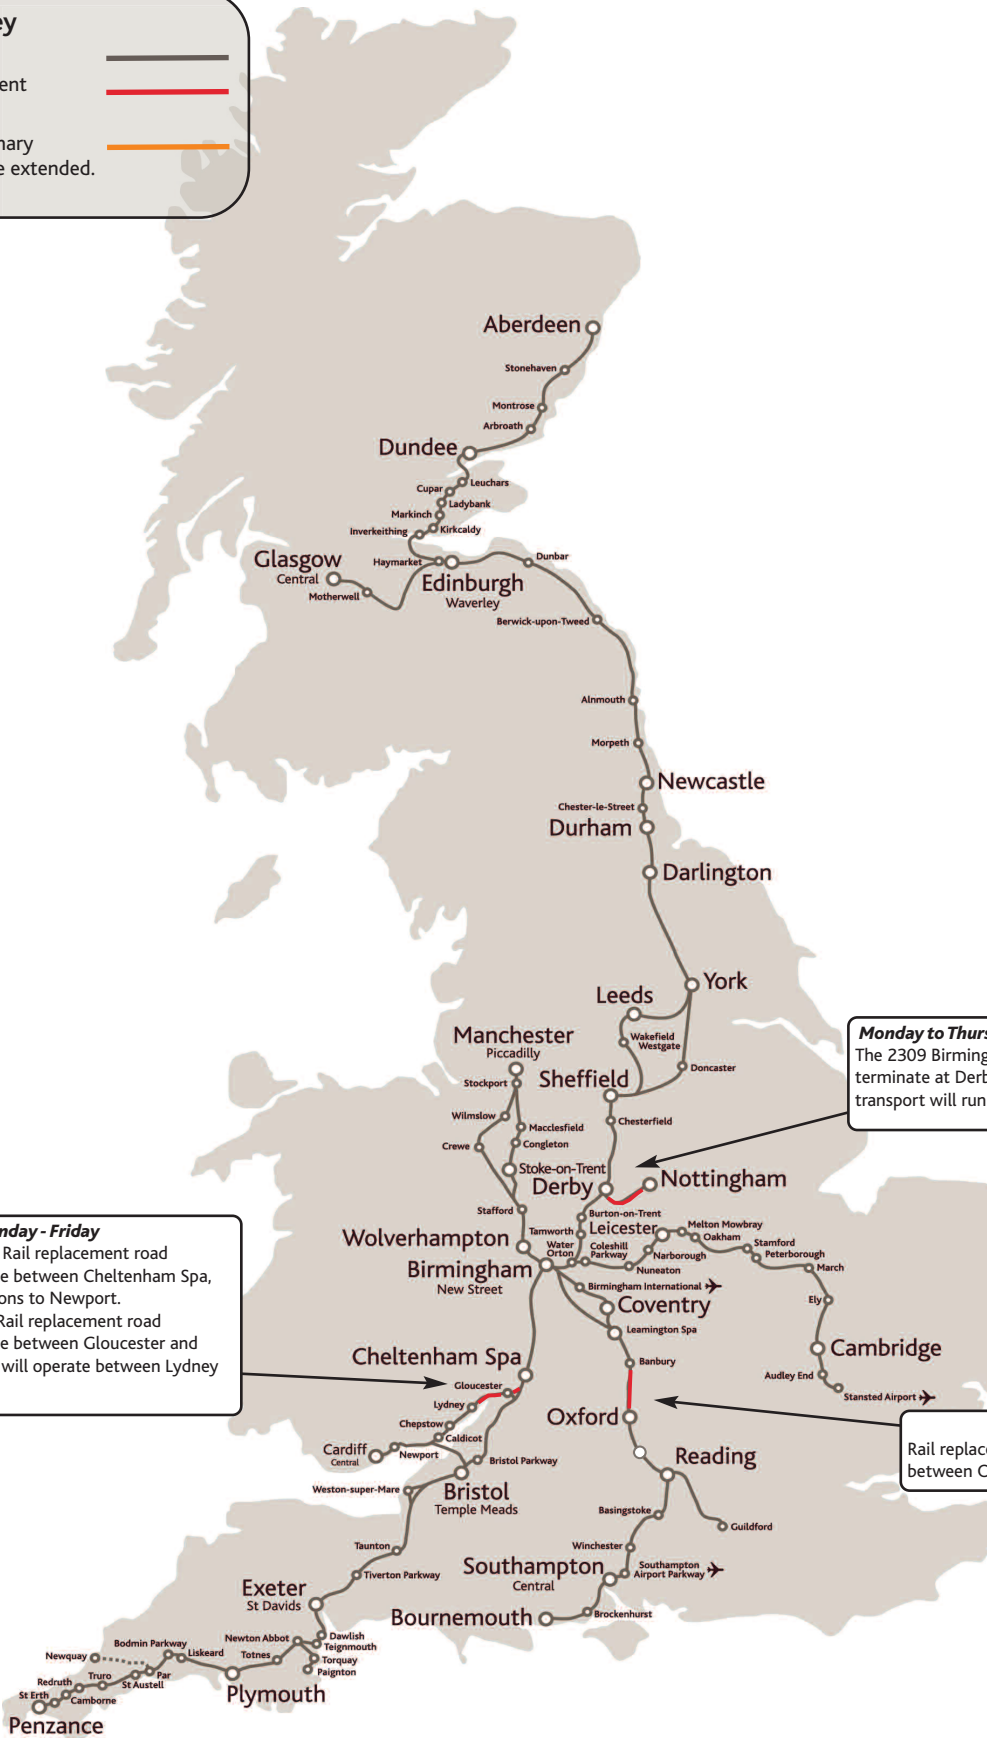 ey
ent
nary
e extended.
Aberdeen
Stonehaven
Montrose
Arbroath
Dundee
Leuchars
Cupar
Ladybank
Markinch
Kirkcaldy
Inverkeithing
Glasgow
Central
Motherwell
Haymarket
Edinburgh
Waverley
Dunbar
Berwick-upon-Tweed
Alnmouth
Morpeth
Newcastle
Chester-le-Street
Durham
Darlington
York
Leeds
Wakefield
Westgate
Doncaster
Manchester
Piccadilly
Stockport
Sheffield
Chesterfield
Wilmslow
Macclesfield
Crewe
Congleton
Stoke-on-Trent
Derby
Nottingham
Monday to Thurs
The 2309 Birming
terminate at Derb
transport will run
Stafford
Burton-on-Trent
Tamworth
Leicester
Melton Mowbray
Oakham
Stamford
Peterborough
March
Wolverhampton
Water
Orton
Coleshill
Parkway
Narborough
Nuneaton
Birmingham
New Street
Birmingham International
Ely
Coventry
Leamington Spa
Cambridge
Audley End
Stansted Airport
nday - Friday
Rail replacement road
e between Cheltenham Spa,
ons to Newport.
Rail replacement road
e between Gloucester and
will operate between Lydney
Cheltenham Spa
Gloucester
Lydney
Chepstow
Caldicot
Cardiff
Central
Newport
Banbury
Oxford
Rail replace
between O
Reading
Bristol Parkway
Bristol
Temple Meads
Weston-super-Mare
Basingstoke
Guildford
Winchester
Taunton
Tiverton Parkway
Southampton
Central
Southampton
Airport Parkway
Exeter
St Davids
Bournemouth
Brockenhurst
Dawlish
Teignmouth
Newton Abbot
Torquay
Paignton
Totnes
Bodmin Parkway
Liskeard
Newquay
Par
St Austell
Truro
Redruth
Camborne
St Erth
Plymouth
Penzance